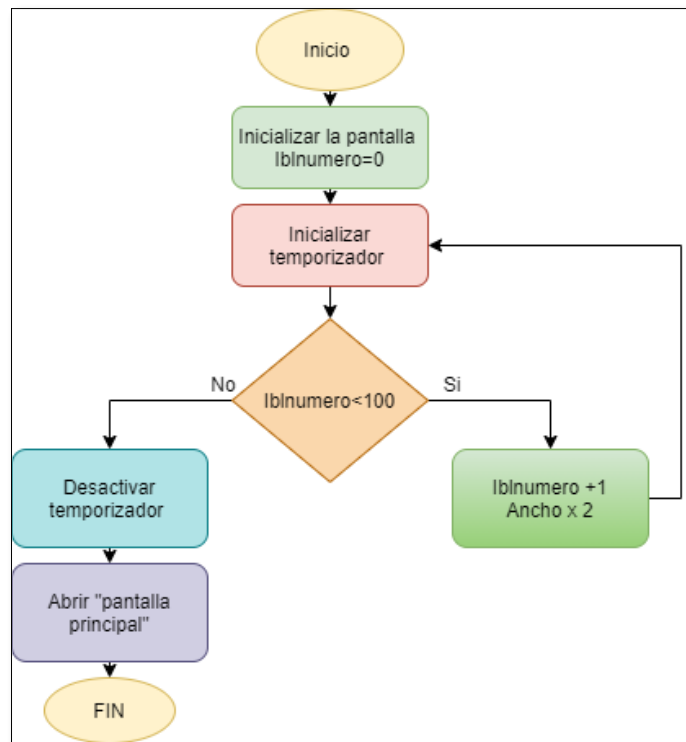 Inicio
Inicializar la pantalla
lblnumero=0
Inicializar
temporizador
lblnumero<100
No
Si
Desactivar
temporizador
lblnumero +1
Ancho x 2
Abrir "pantalla
principal"
FIN